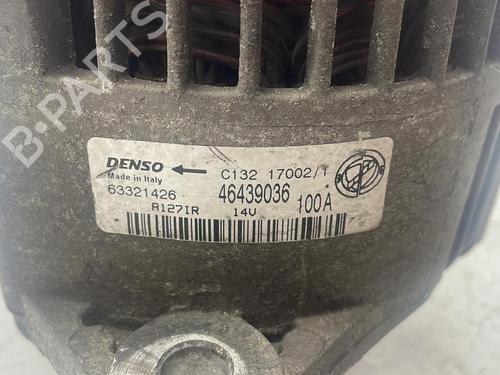 B-PARTS
DENSO C132 17002/T
Made in Italy
63321426 46439036 100A
A127IR 14V